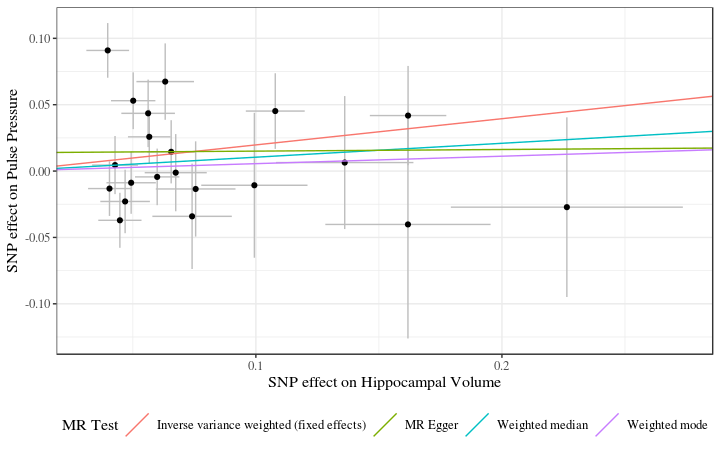 SNP effect on Pulse Pressure
0.10
0.05
0.00
-0.05
-0.10
0.1
0.2
SNP effect on Hippocampal Volume
MR Test
Inverse variance weighted (fixed effects)
MR Egger
Weighted median
Weighted mode